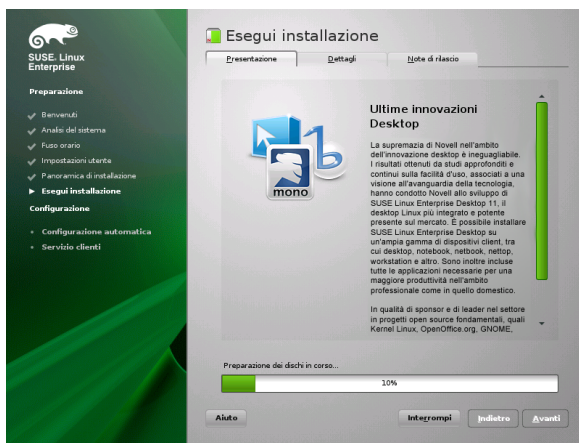 SUSE. Linux
Enterprise
Preparazione
Benvenuti
Analisi del sistema
Fuso orario
Impostazioni utente
Panoramica di installazione
Esegui installazione
Configurazione
Configurazione automatica
Servizio clienti
Esegui installazione
Presentazione
Dettagli
Note di rilascio
mono
Ultime innovazioni
Desktop
La supremazia di Novell nell'ambito
dell'innovazione desktop è ineguagliabile.
I risultati ottenuti da studi approfonditi e
continui sulla facilità d'uso, associati a una
visione all'avanguardia della tecnologia,
hanno condotto Novell allo sviluppo di
SUSE Linux Enterprise Desktop 11, il
desktop Linux più integrato e potente
presente sul mercato. È possibile installare
SUSE Linux Enterprise Desktop su
un'ampia gamma di dispositivi client, tra
cui desktop, notebook, netbook, nettop,
workstation e altro. Sono inoltre incluse
tutte le applicazioni necessarie per una
maggiore produttività nell'ambito
professionale come in quello domestico.
In qualità di sponsor e di leader nel settore
in progetti open source fondamentali, quali
Kernel Linux, OpenOffice.org, GNOME,
Preparazione dei dischi in corso...
10%
Aiuto
Interrompi
Indietro
Avanti